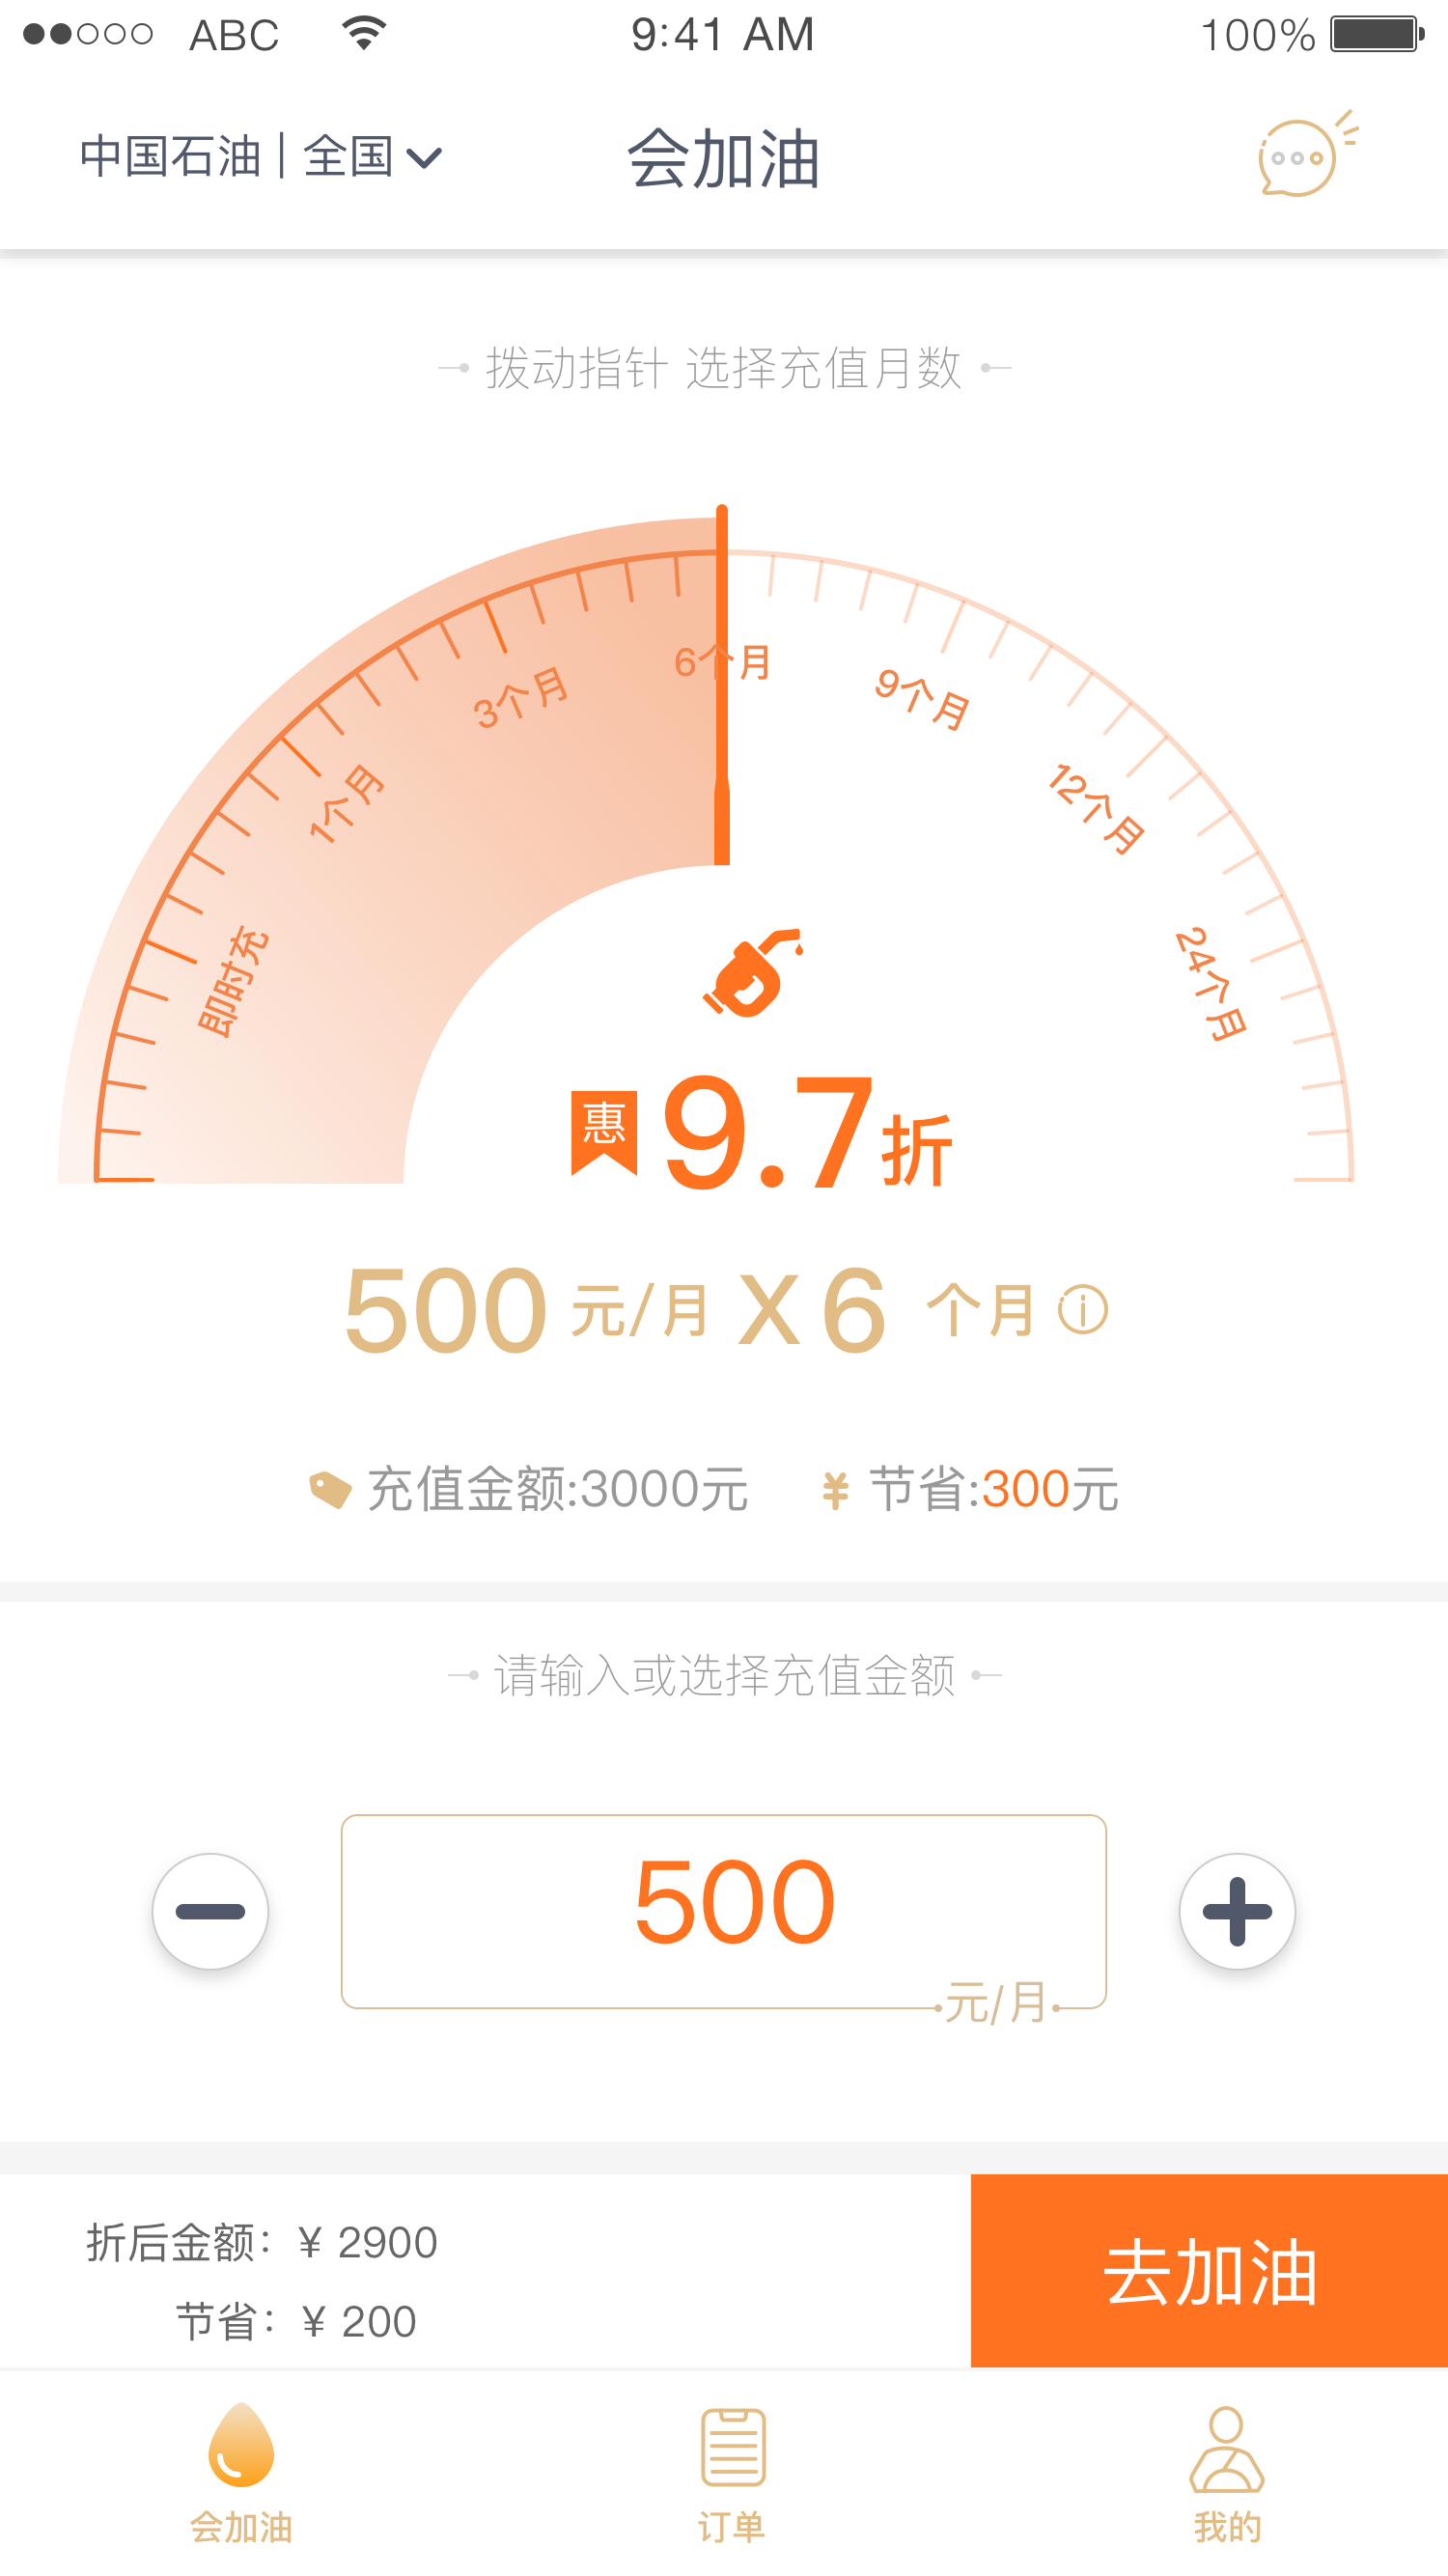 ABC 9:41 AM 100%
中国石油 | 全国 会加油
拨动指针 选择充值月数
即时充
1个月
3个月
6个月
9个月
12个月
24个月
惠 9.7折
500 元/月 X 6 个月
充值金额:3000元 ¥ 节省:300元
请输入或选择充值金额
500
元/月
折后金额：¥ 2900
节省：¥ 200
去加油
会加油 订单 我的